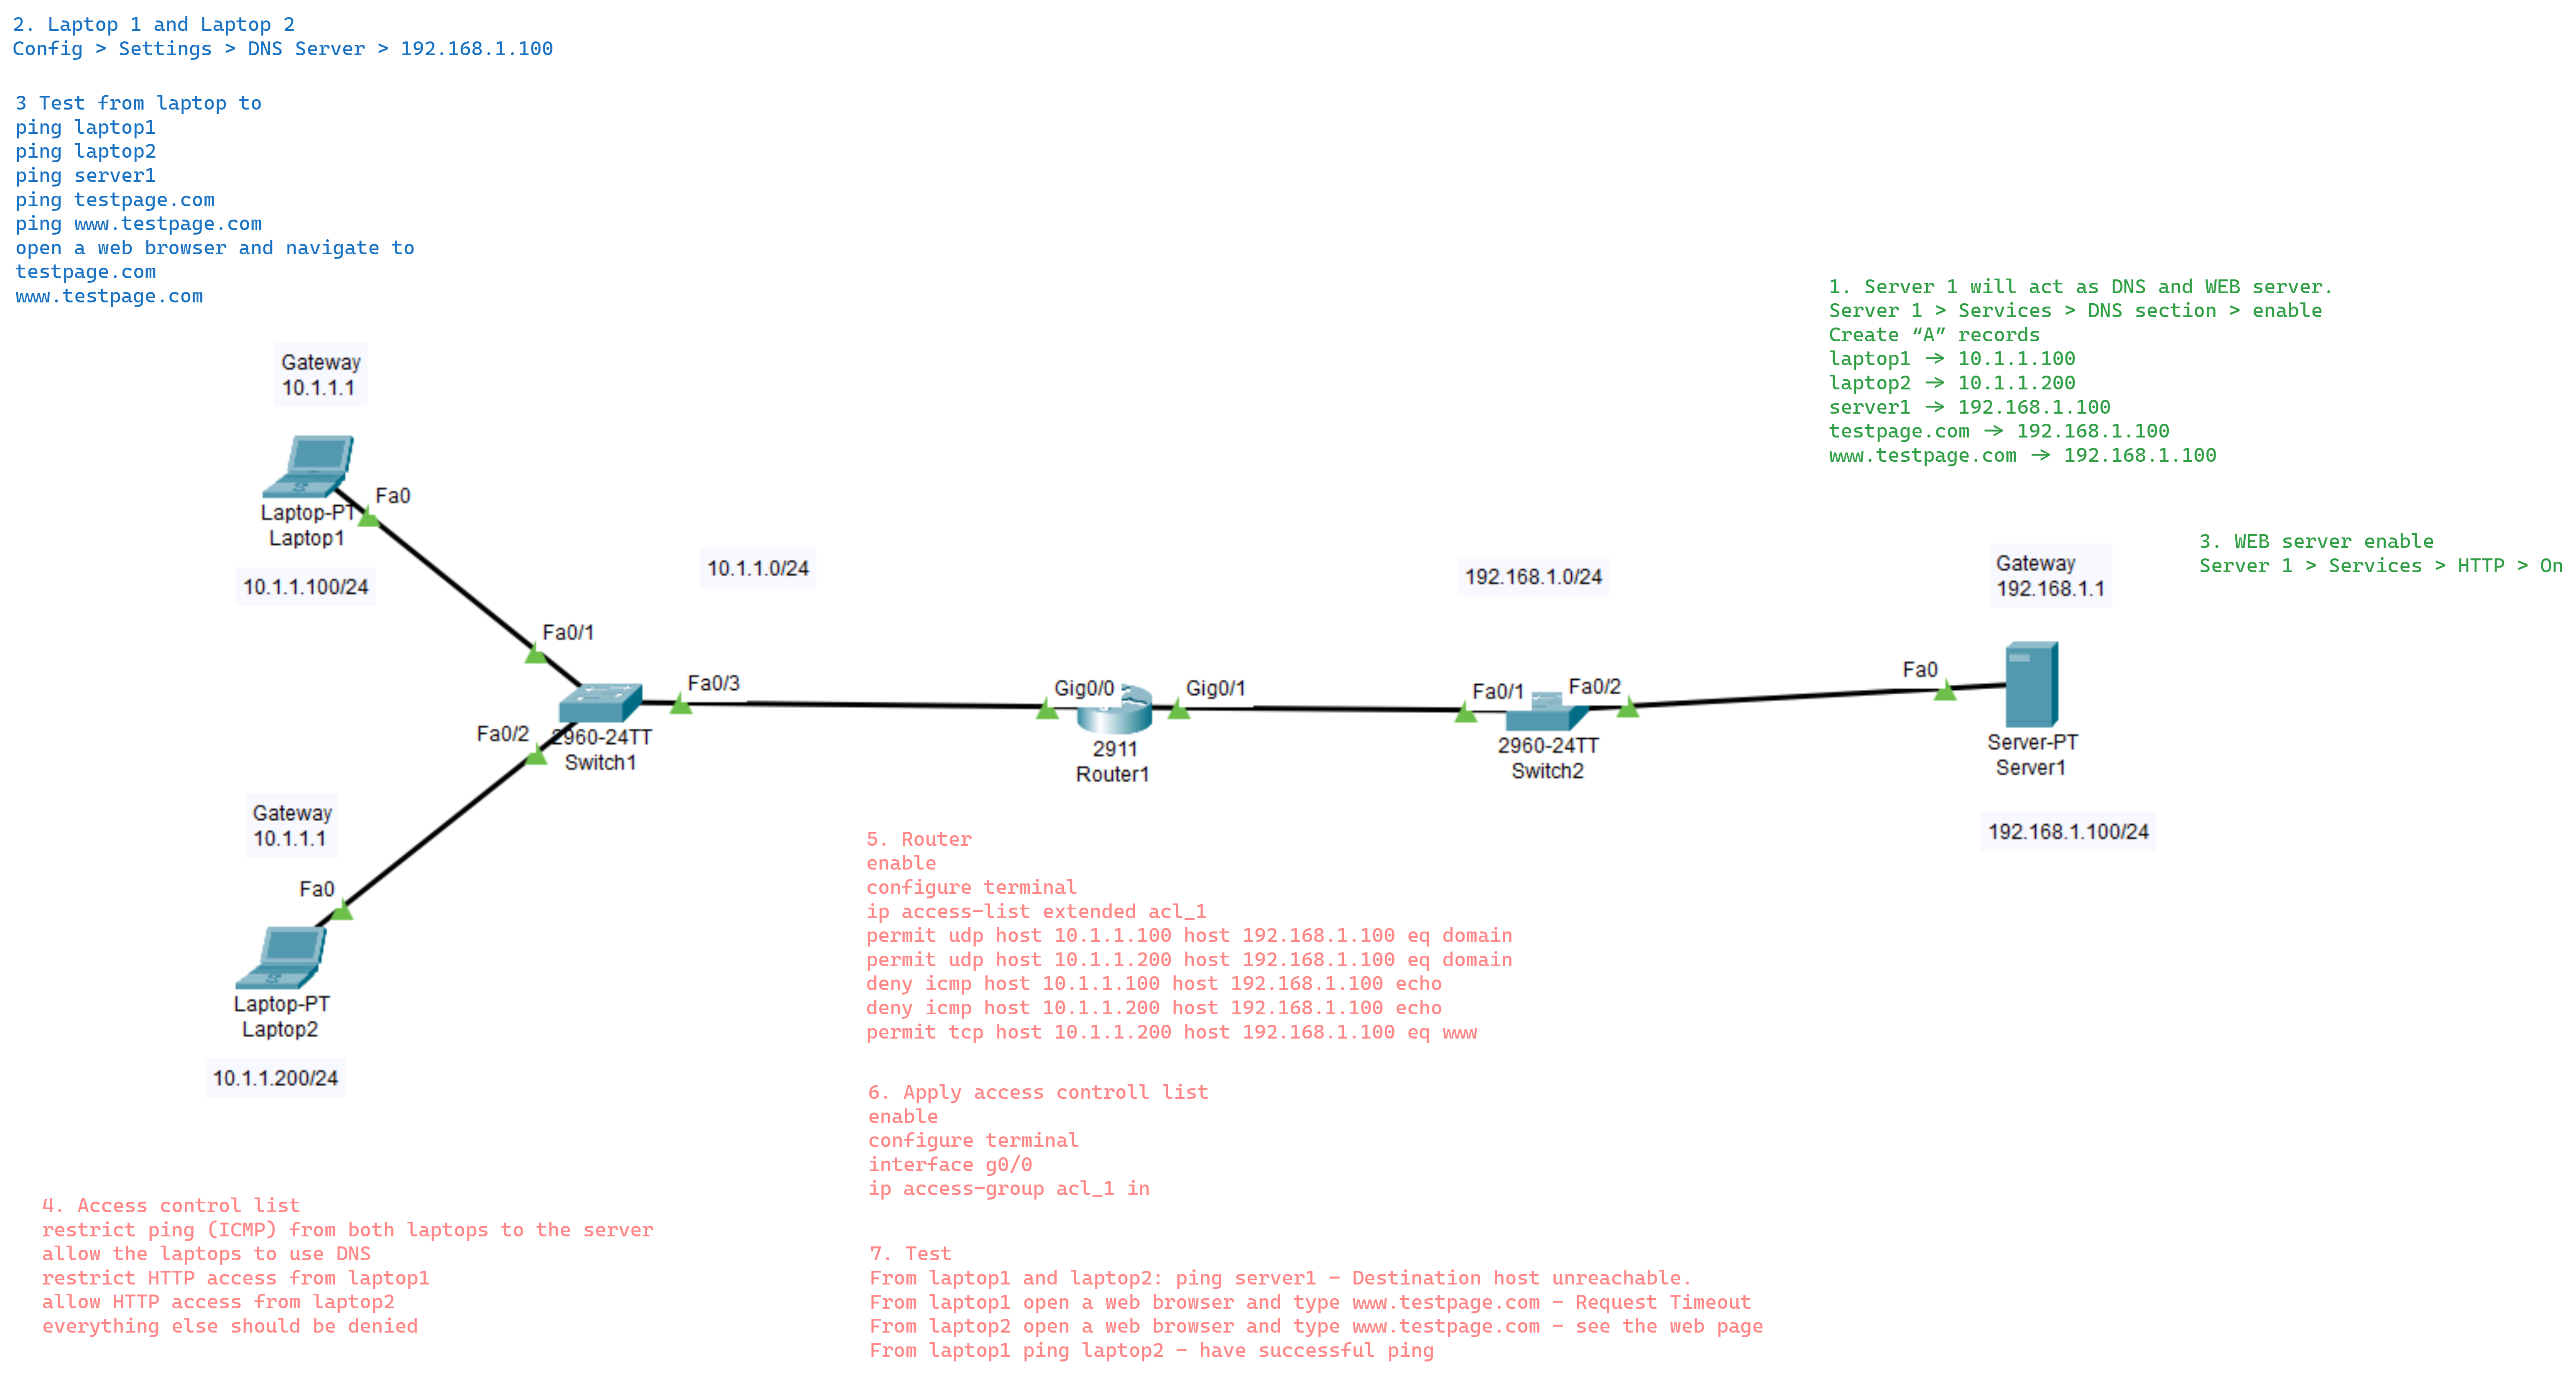 2. Laptop 1 and Laptop 2
Config > Settings > DNS Server > 192.168.1.100
3 Test from laptop to
ping laptop1
ping laptop2
ping server1
ping testpage.com
ping www.testpage.com
open a web browser and navigate to
testpage.com
www.testpage.com
1. Server 1 will act as DNS and WEB server.
Server 1 > Services > DNS section > enable
Create “A” records
laptop1 → 10.1.1.100
laptop2 → 10.1.1.200
server1 → 192.168.1.100
testpage.com → 192.168.1.100
www.testpage.com → 192.168.1.100
3. WEB server enable
Server 1 > Services > HTTP > On
Gateway
10.1.1.1
Fa0
Laptop-PT
Laptop1
10.1.1.100/24
10.1.1.0/24
192.168.1.0/24
Gateway
192.168.1.1
Fa0/1
Fa0/3
Fa0/2
2960-24TT
Switch1
Gig0/0
Gig0/1
2911
Router1
Fa0/1
Fa0/2
2960-24TT
Switch2
Fa0
Server-PT
Server1
192.168.1.100/24
Gateway
10.1.1.1
Fa0
Laptop-PT
Laptop2
10.1.1.200/24
5. Router
enable
configure terminal
ip access-list extended acl_1
permit udp host 10.1.1.100 host 192.168.1.100 eq domain
permit udp host 10.1.1.200 host 192.168.1.100 eq domain
deny icmp host 10.1.1.100 host 192.168.1.100 echo
deny icmp host 10.1.1.200 host 192.168.1.100 echo
permit tcp host 10.1.1.200 host 192.168.1.100 eq www
6. Apply access controll list
enable
configure terminal
interface g0/0
ip access-group acl_1 in
4. Access control list
restrict ping (ICMP) from both laptops to the server
allow the laptops to use DNS
restrict HTTP access from laptop1
allow HTTP access from laptop2
everything else should be denied
7. Test
From laptop1 and laptop2: ping server1 - Destination host unreachable.
From laptop1 open a web browser and type www.testpage.com - Request Timeout
From laptop2 open a web browser and type www.testpage.com - see the web page
From laptop1 ping laptop2 - have successful ping